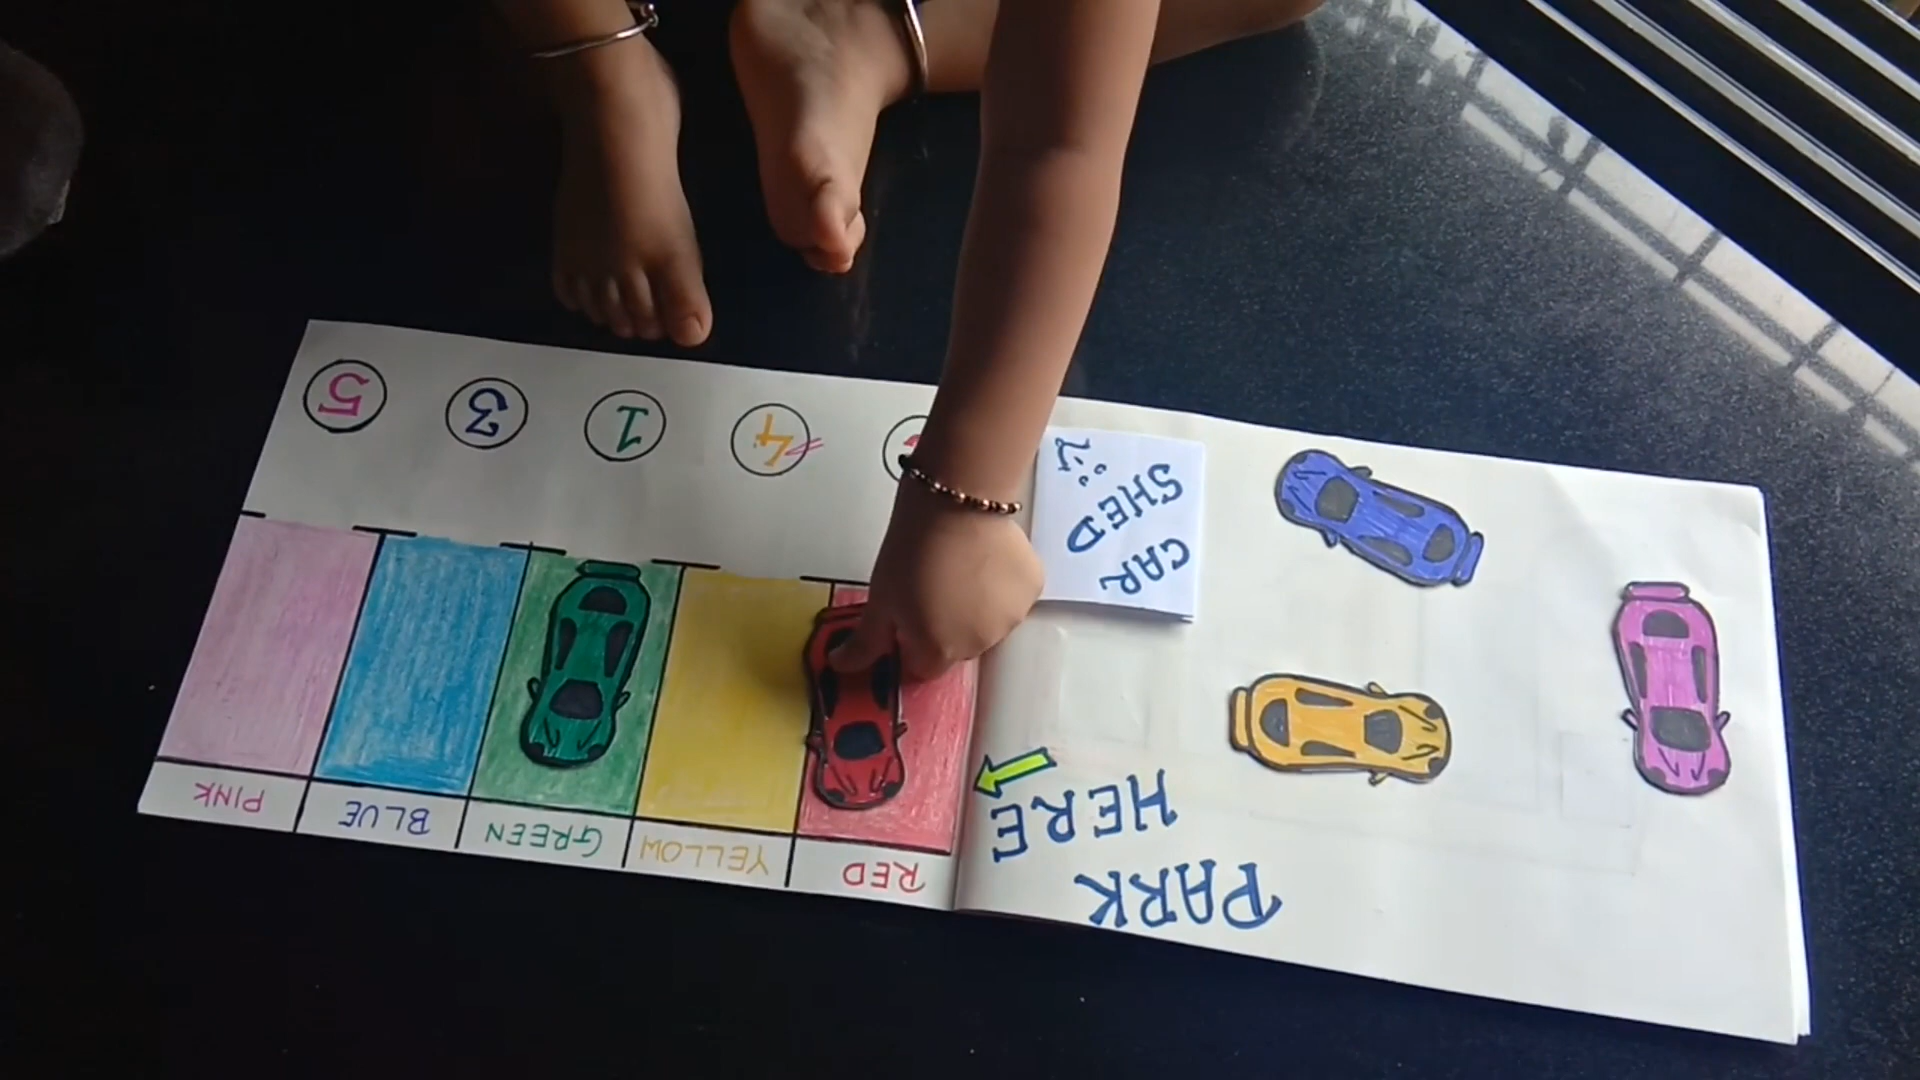 CAR
SHED
PARK
HERE
RED
YELLOW
GREEN
BLUE
PINK
4
1
3
5